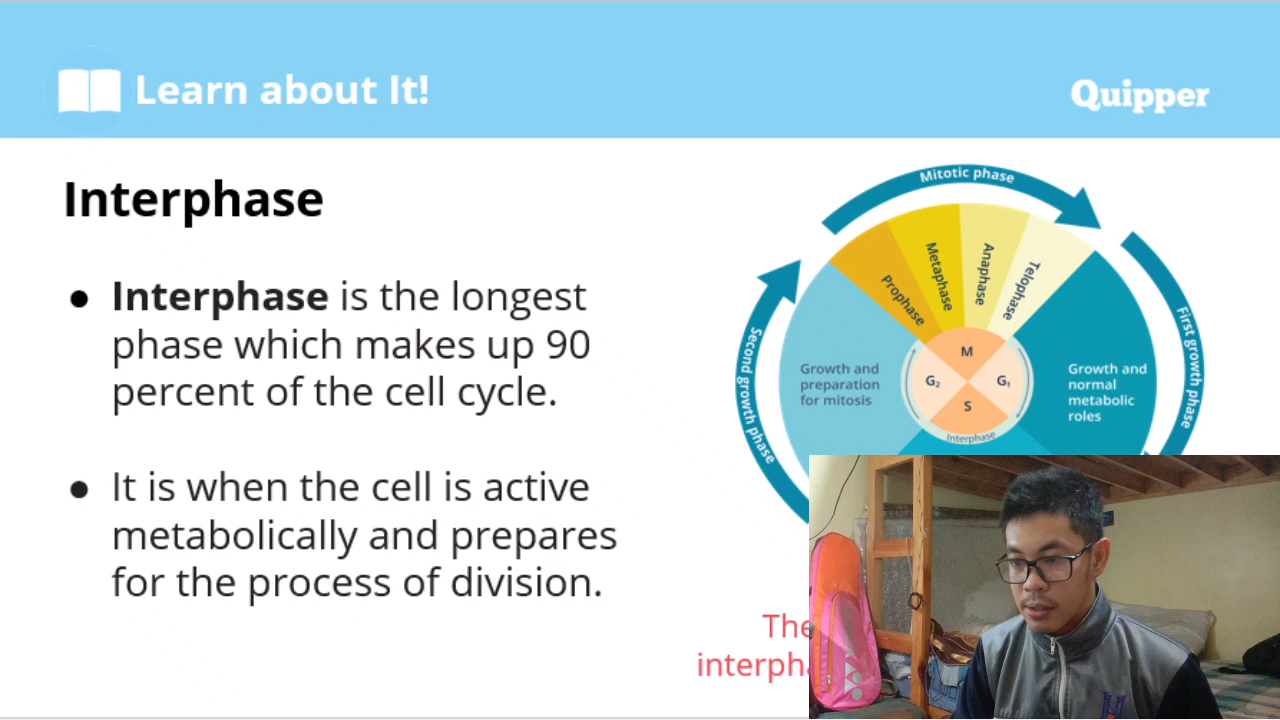 Learn about It!
Quipper
Interphase
Interphase is the longest
phase which makes up 90
percent of the cell cycle.
It is when the cell is active
metabolically and prepares
for the process of division.
Mitotic phase
First growth phase
Second growth phase
Prophase
Metaphase
Anaphase
Telophase
Growth and
preparation
for mitosis
Growth and
normal
metabolic
roles
M
G₂
G₁
S
Interphase
The
interpha